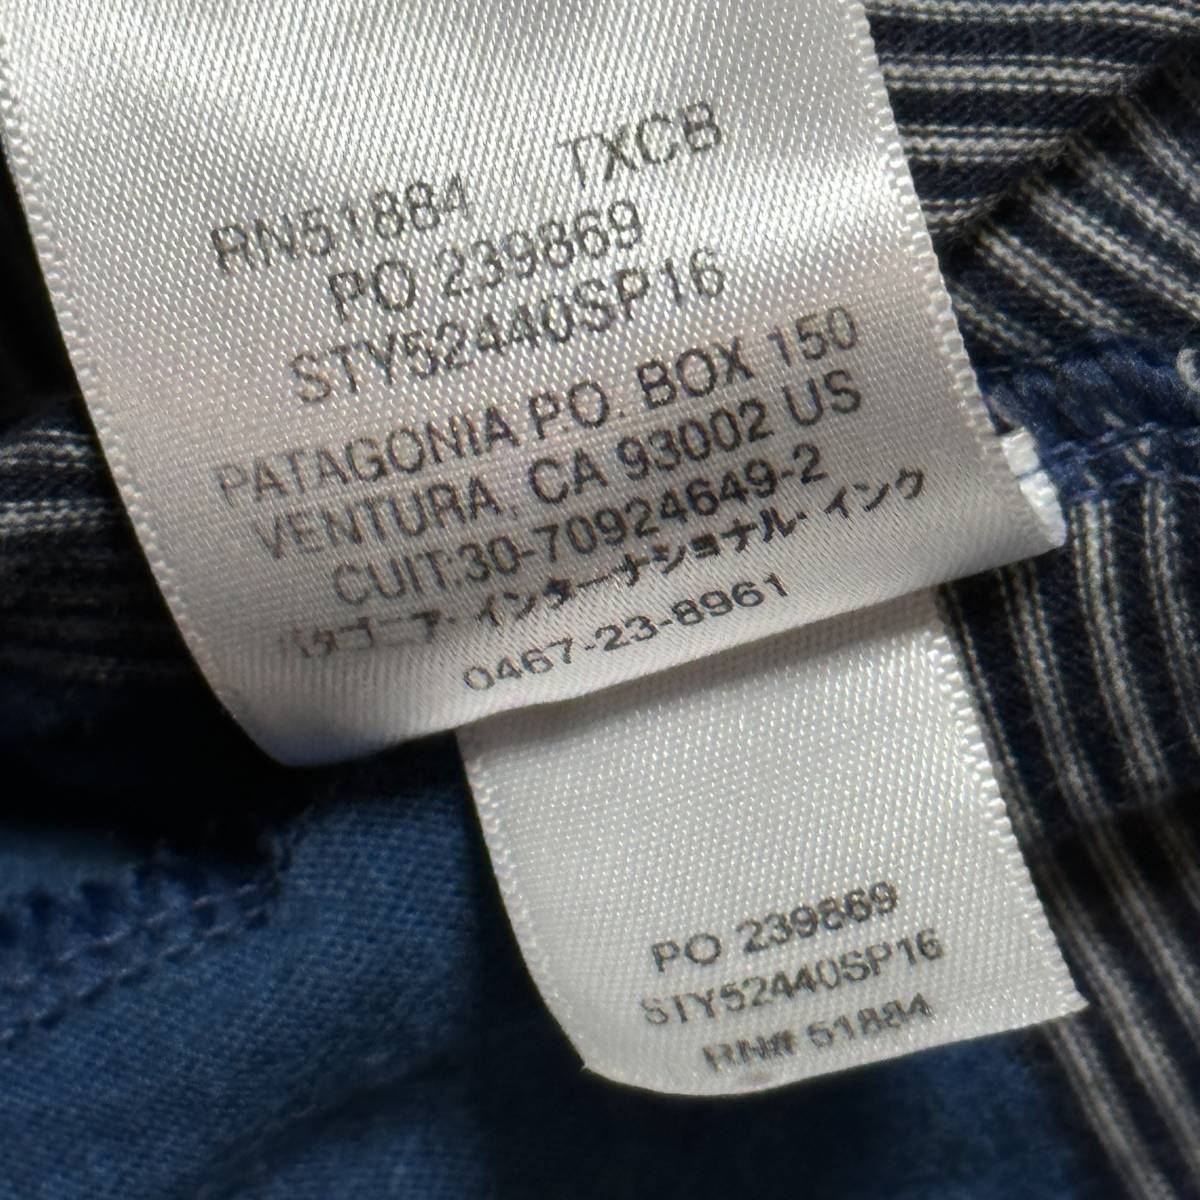 RN51884 TXCB
PO 239869
STY52440SP16
PATAGONIA P.O. BOX 150
VENTURA, CA 93002 US
CUIT:30-70924649-2
パタゴニア・インターナショナル・インク
0467-23-8961
PO 239869
STY52440SP16
RN# 51884